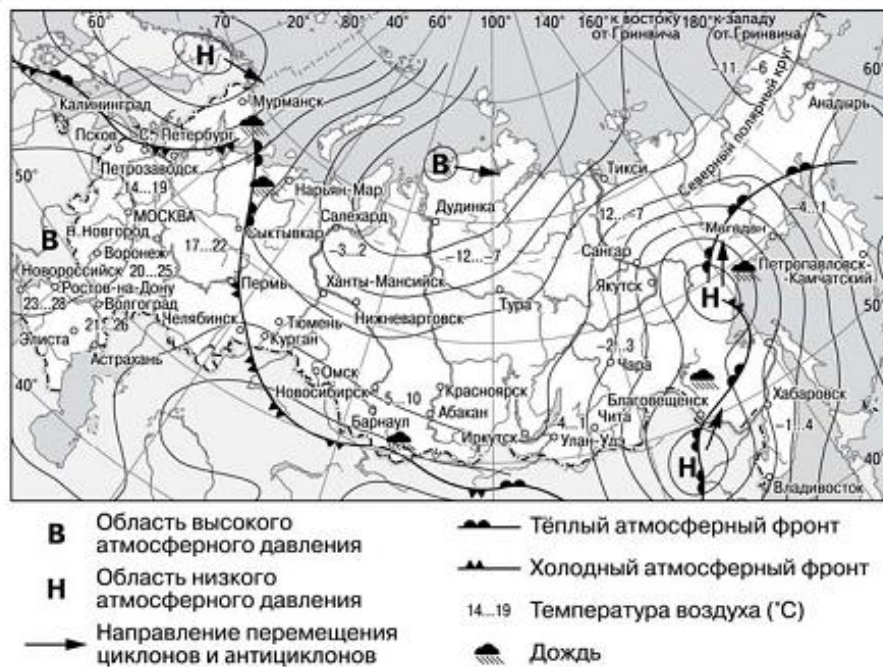 60° 70° 20° 40° 60° 80° 100° 120° 140° 160° к востоку от Гринвича 180° к западу от Гринвича
60°
50°
40°
50°
40°
Северный полярный круг
Н
В
В
Н
Н
–11...–6
Анадырь
Мурманск
Калининград
Псков
С.-Петербург
Петрозаводск
14...19
МОСКВА
Н.Новгород
Воронеж
Новороссийск
20...25
Ростов-на-Дону
23...28
Волгоград
Элиста
21...26
Астрахань
17...22
Нарьян-Мар
Салехард
Сыктывкар
–3...2
Пермь
Ханты-Мансийск
Челябинск
Тюмень
Нижневартовск
Курган
Омск
Новосибирск
5...10
Барнаул
Дудинка
–12...–7
Тура
Красноярск
Абакан
Иркутск
–4...1
Улан-Удэ
Чита
Тикси
–12...–7
Сангар
Якутск
–2...3
Чара
Благовещенск
Магадан
–4...1
Петропавловск-
Камчатский
Хабаровск
–1...4
Владивосток
В Область высокого
атмосферного давления
Н Область низкого
атмосферного давления
Направление перемещения
циклонов и антициклонов
Тёплый атмосферный фронт
Холодный атмосферный фронт
14...19 Температура воздуха (°С)
Дождь